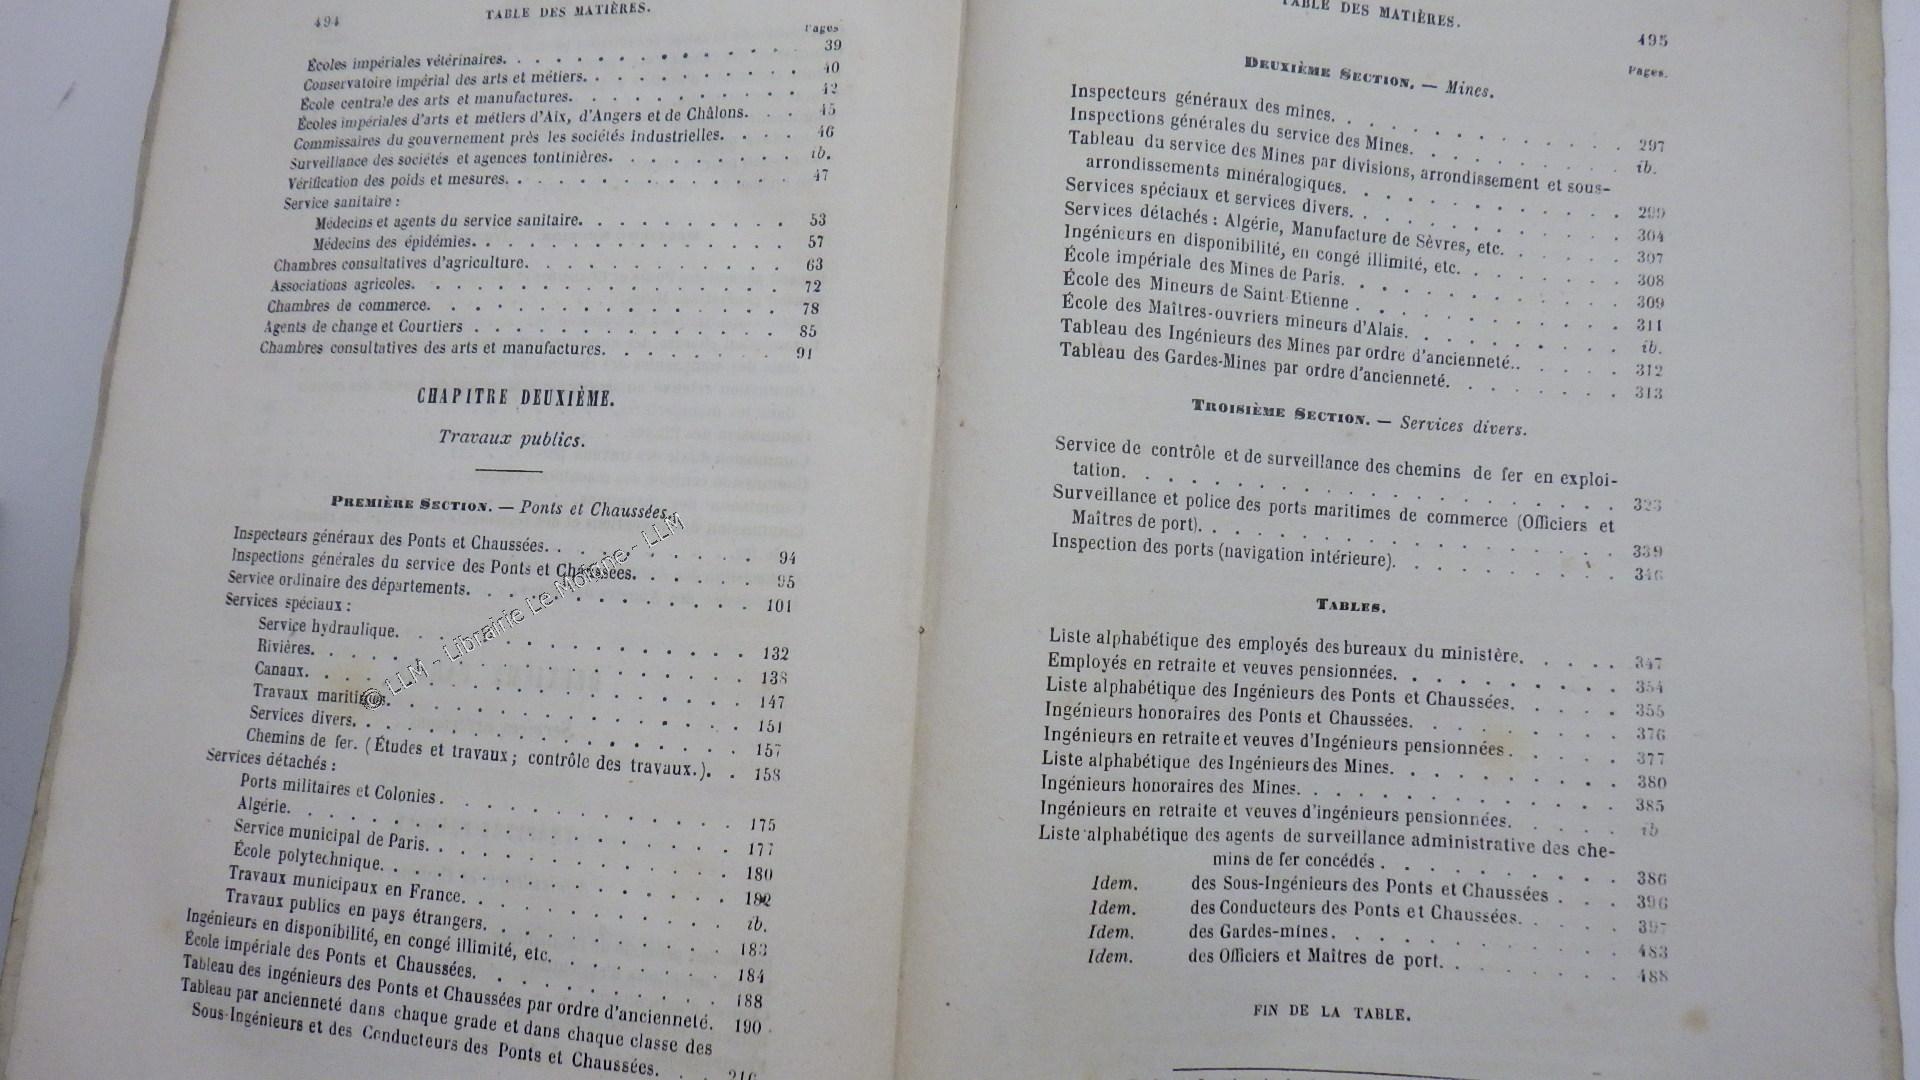 494
TABLE DES MATIÈRES.
Pages
Écoles impériales vétérinaires. 39
Conservatoire impérial des arts et métiers. 40
École centrale des arts et manufactures. 42
Écoles impériales d'arts et métiers d'Aix, d'Angers et de Châlons. 45
Commissaires du gouvernement près les sociétés industrielles. 46
Surveillance des sociétés et agences tontinières. ib.
Vérification des poids et mesures. 47
Service sanitaire :
Médecins et agents du service sanitaire. 53
Médecins des épidémies. 57
Chambres consultatives d'agriculture. 63
Associations agricoles. 72
Chambres de commerce. 78
Agents de change et Courtiers 85
Chambres consultatives des arts et manufactures. 91
CHAPITRE DEUXIÈME.
Travaux publics.
PREMIÈRE SECTION. — Ponts et Chaussées.
Inspecteurs généraux des Ponts et Chaussées. 94
Inspections générales du service des Ponts et Chaussées. 95
Service ordinaire des départements. 101
Services spéciaux :
Service hydraulique. 132
Rivières. 138
Canaux. 147
Travaux maritimes. 151
Services divers. 157
Chemins de fer. (Études et travaux ; contrôle des travaux.). 158
Services détachés :
Ports militaires et Colonies. 175
Algérie. 177
Service municipal de Paris. 180
École polytechnique. 182
Travaux municipaux en France. ib.
Travaux publics en pays étrangers. 183
Ingénieurs en disponibilité, en congé illimité, etc. 184
École impériale des Ponts et Chaussées. 188
Tableau des ingénieurs des Ponts et Chaussées par ordre d'ancienneté. 190
Tableau par ancienneté dans chaque grade et dans chaque classe des
Sous-Ingénieurs et des Conducteurs des Ponts et Chaussées.
© LLM - Librairie Le Moigne - LLM
TABLE DES MATIÈRES.
495
Pages.
DEUXIÈME SECTION. — Mines.
Inspecteurs généraux des mines. 297
Inspections générales du service des Mines. ib.
Tableau du service des Mines par divisions, arrondissement et sous-
arrondissements minéralogiques. 299
Services spéciaux et services divers. 304
Services détachés : Algérie, Manufacture de Sèvres, etc. 307
Ingénieurs en disponibilité, en congé illimité, etc. 308
École impériale des Mines de Paris. 309
École des Mineurs de Saint-Etienne. 311
École des Maîtres-ouvriers mineurs d'Alais. ib.
Tableau des Ingénieurs des Mines par ordre d'ancienneté.. 312
Tableau des Gardes-Mines par ordre d'ancienneté. 313
TROISIÈME SECTION. — Services divers.
Service de contrôle et de surveillance des chemins de fer en exploi-
tation. 323
Surveillance et police des ports maritimes de commerce (Officiers et
Maîtres de port). 339
Inspection des ports (navigation intérieure). 346
TABLES.
Liste alphabétique des employés des bureaux du ministère. 347
Employés en retraite et veuves pensionnées. 354
Liste alphabétique des Ingénieurs des Ponts et Chaussées. 355
Ingénieurs honoraires des Ponts et Chaussées. 376
Ingénieurs en retraite et veuves d'Ingénieurs pensionnées. 377
Liste alphabétique des Ingénieurs des Mines. 380
Ingénieurs honoraires des Mines. 385
Ingénieurs en retraite et veuves d'ingénieurs pensionnées. ib
Liste alphabétique des agents de surveillance administrative des che-
mins de fer concédés. 386
Idem. des Sous-Ingénieurs des Ponts et Chaussées. 396
Idem. des Conducteurs des Ponts et Chaussées. 397
Idem. des Gardes-mines. 483
Idem. des Officiers et Maîtres de port. 488
FIN DE LA TABLE.